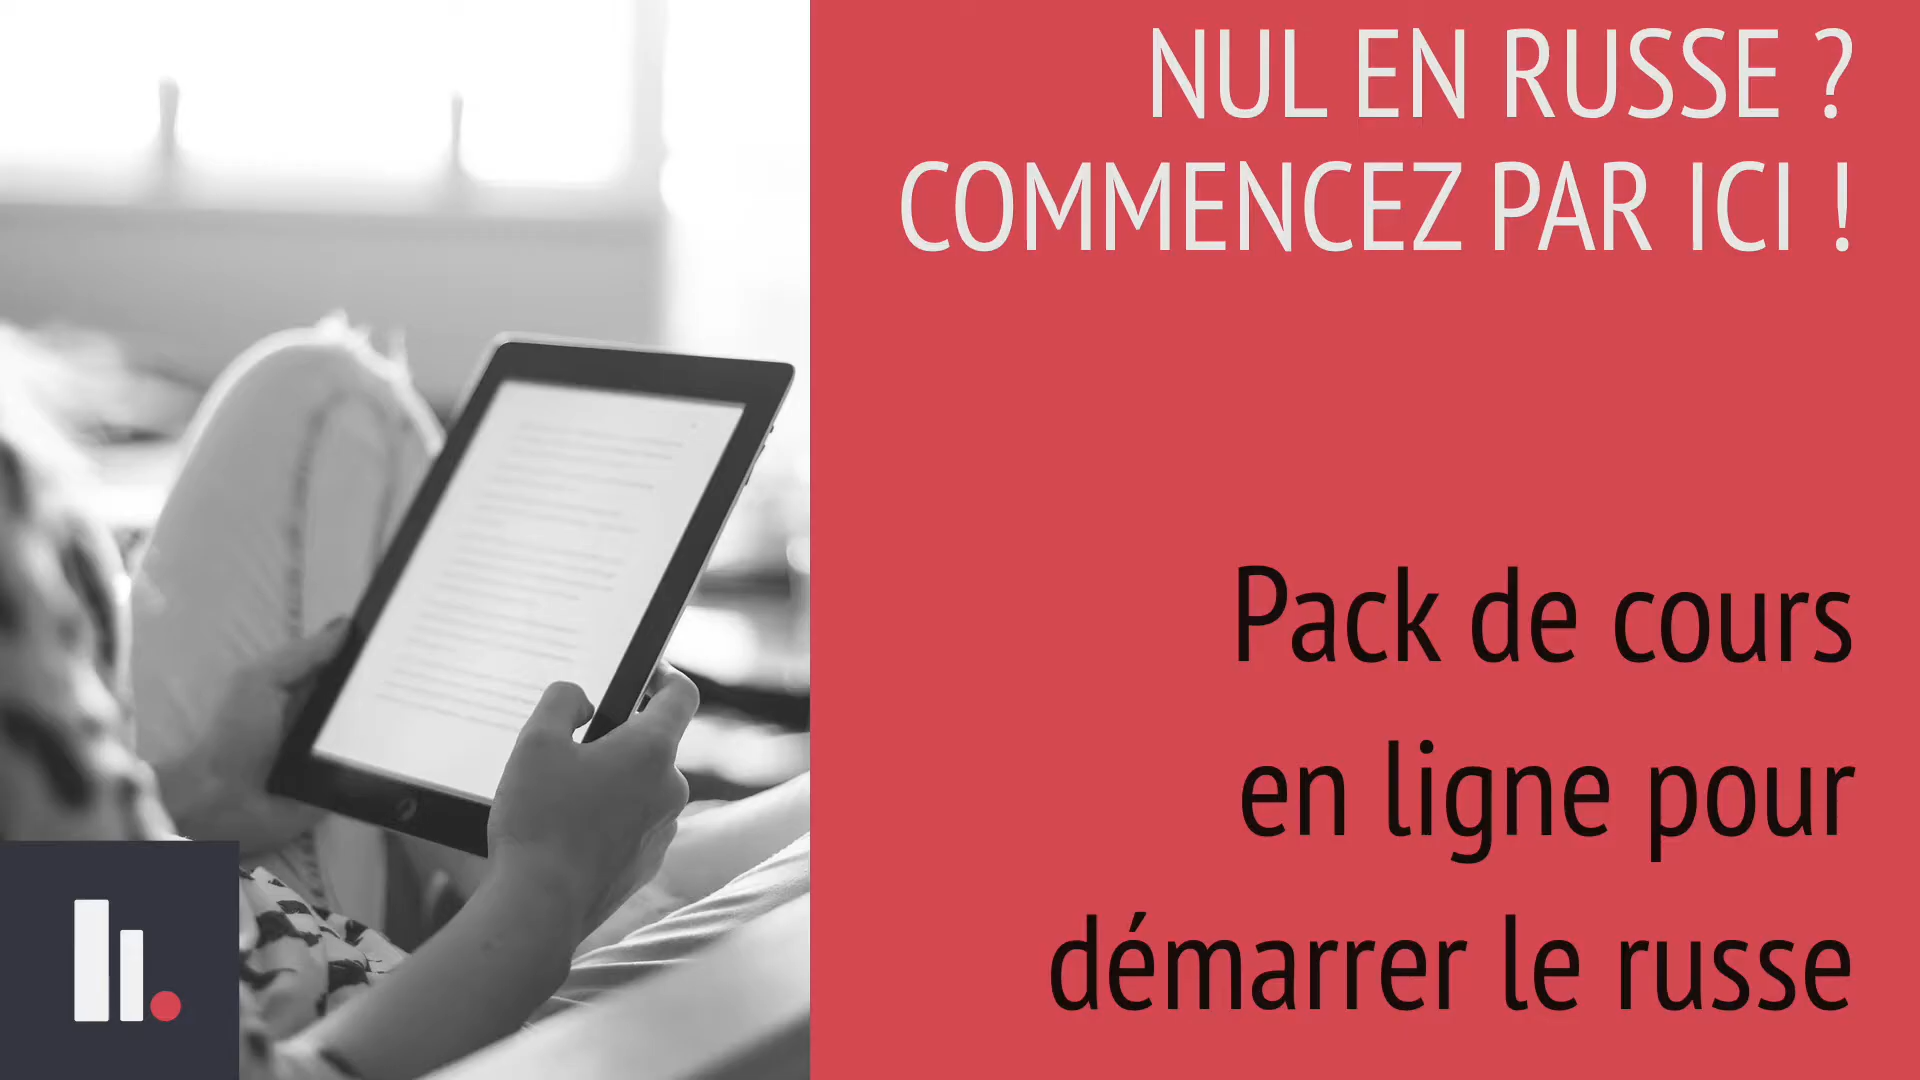 NUL EN RUSSE ?
COMMENCEZ PAR ICI !
Pack de cours
en ligne pour
démarrer le russe